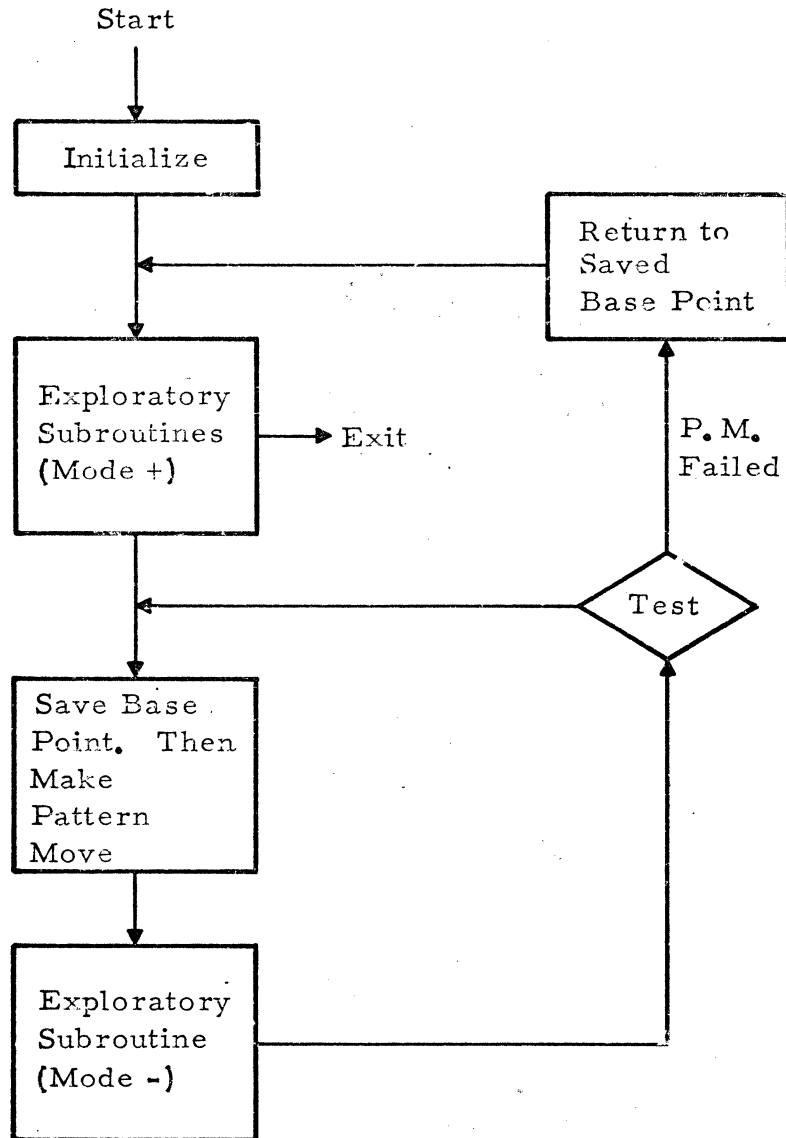 Start
Initialize
Return to
Saved
Base Point
Exploratory
Subroutines
(Mode +)
Exit
P. M.
Failed
Test
Save Base
Point. Then
Make
Pattern
Move
Exploratory
Subroutine
(Mode -)